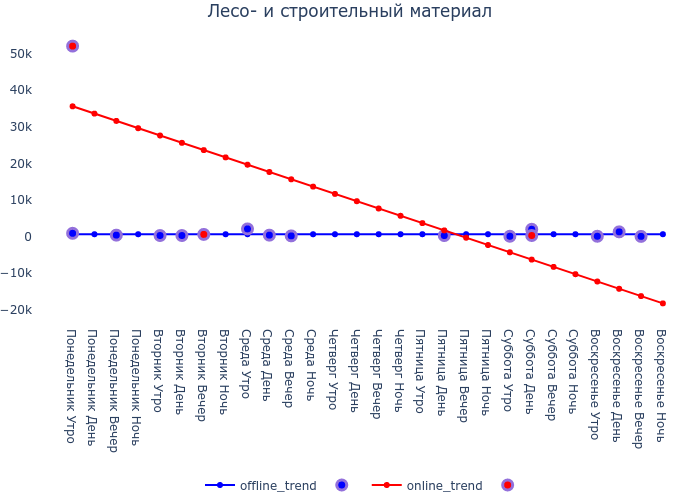 Лесо- и строительный материал
50k
40k
30k
20k
10k
0
−10k
−20k
Понедельник Утро
Понедельник День
Понедельник Вечер
Понедельник Ночь
Вторник Утро
Вторник День
Вторник Вечер
Вторник Ночь
Среда Утро
Среда День
Среда Вечер
Среда Ночь
Четверг Утро
Четверг День
Четверг Вечер
Четверг Ночь
Пятница Утро
Пятница День
Пятница Вечер
Пятница Ночь
Суббота Утро
Суббота День
Суббота Вечер
Суббота Ночь
Воскресенье Утро
Воскресенье День
Воскресенье Вечер
Воскресенье Ночь
offline_trend
online_trend